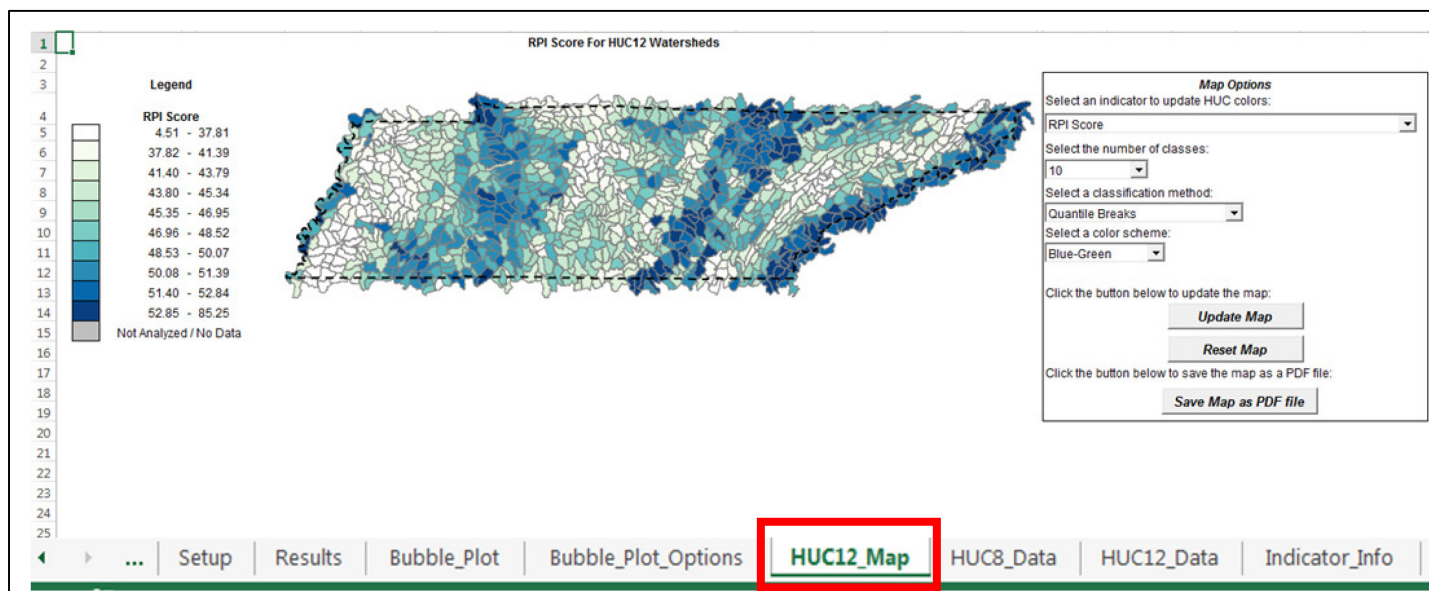 RPI Score For HUC12 Watersheds
1
2
3
4
5
6
7
8
9
10
11
12
13
14
15
16
17
18
19
20
21
22
23
24
25
Legend
RPI Score
4.51 - 37.81
37.82 - 41.39
41.40 - 43.79
43.80 - 45.34
45.35 - 46.95
46.96 - 48.52
48.53 - 50.07
50.08 - 51.39
51.40 - 52.84
52.85 - 85.25
Not Analyzed / No Data
Map Options
Select an indicator to update HUC colors:
RPI Score
Select the number of classes:
10
Select a classification method:
Quantile Breaks
Select a color scheme:
Blue-Green
Click the button below to update the map:
Update Map
Reset Map
Click the button below to save the map as a PDF file:
Save Map as PDF file
... Setup Results Bubble_Plot Bubble_Plot_Options HUC12_Map HUC8_Data HUC12_Data Indicator_Info